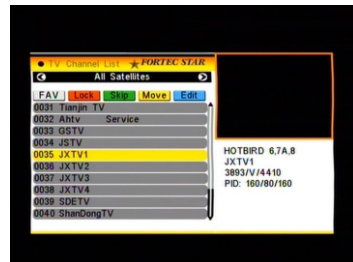 TV Channel List FORTEC STAR
All Satellites
FAV Lock Skip Move Edit
0031 Tianjin TV
0032 Ahtv Service
0033 GSTV
0034 JSTV
0035 JXTV1
0036 JXTV2
0037 JXTV3
0038 JXTV4
0039 SDETV
0040 ShanDongTV
HOTBIRD 6,7A,8
JXTV1
3893/V/4410
PID: 160/80/160